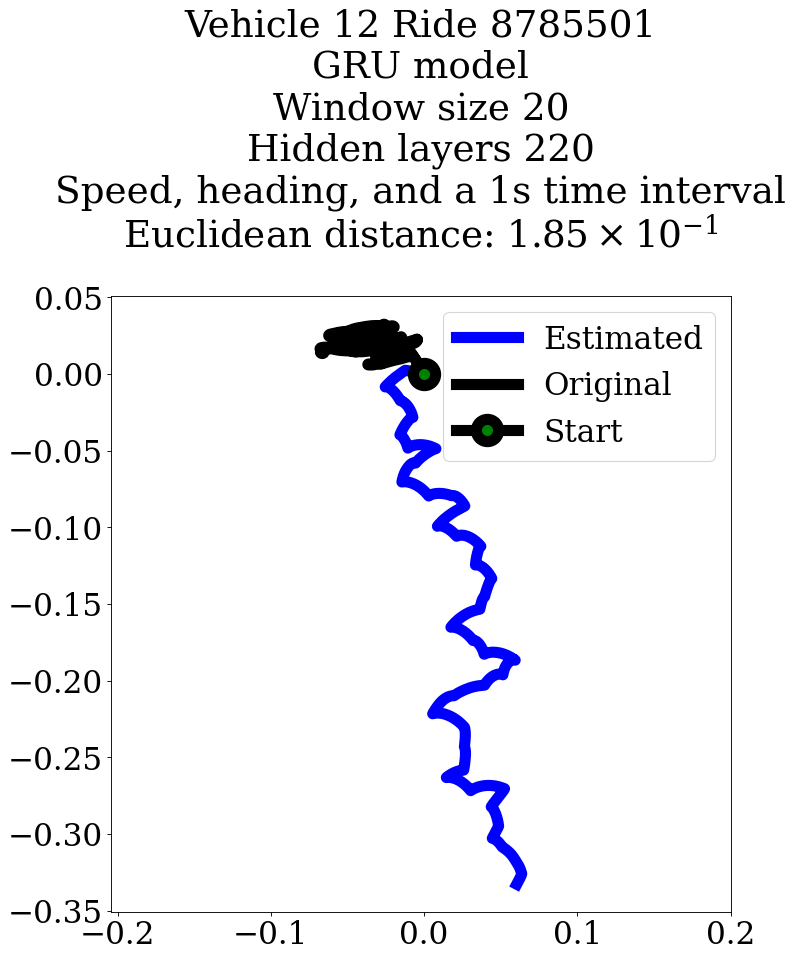 Vehicle 12 Ride 8785501
GRU model
Window size 20
Hidden layers 220
Speed, heading, and a 1s time interval
Euclidean distance: 1.85 × 10⁻¹
Estimated
Original
Start
0.05
0.00
−0.05
−0.10
−0.15
−0.20
−0.25
−0.30
−0.35
−0.2 −0.1 0.0 0.1 0.2